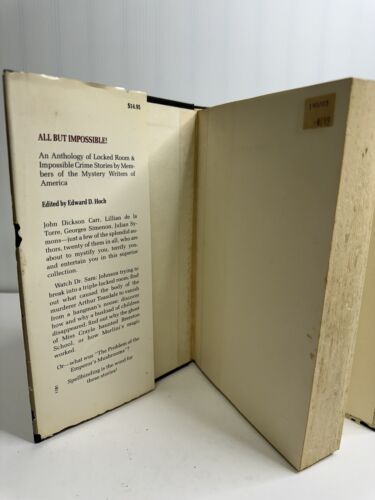 $14.95
ALL BUT IMPOSSIBLE!
An Anthology of Locked Room &
Impossible Crime Stories by Mem-
bers of the Mystery Writers of
America
Edited by Edward D. Hoch
John Dickson Carr, Lillian de la
Torre, Georges Simenon, Julian Sy-
mons—just a few of the splendid au-
thors, twenty of them in all, who are
about to mystify you, terrify you,
and entertain you in this superior
collection.
Watch Dr. Sam: Johnson trying to
break into a triple-locked room; find
out what caused the body of the
murderer Arthur Teasdale to vanish
from a hangman's noose; discover
how and why a busload of children
disappeared; find out why the ghost
of Miss Crayle haunted Brereton
School, or how Merlini's magic
worked.
Or—what was "The Problem of the
Emperor's Mushrooms"?
Spellbinding is the word for
these stories!